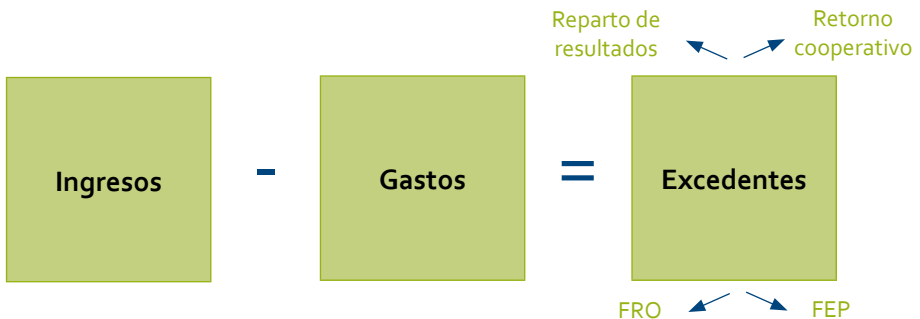 Reparto de
resultados
Retorno
cooperativo
Ingresos
-
Gastos
=
Excedentes
FRO
FEP